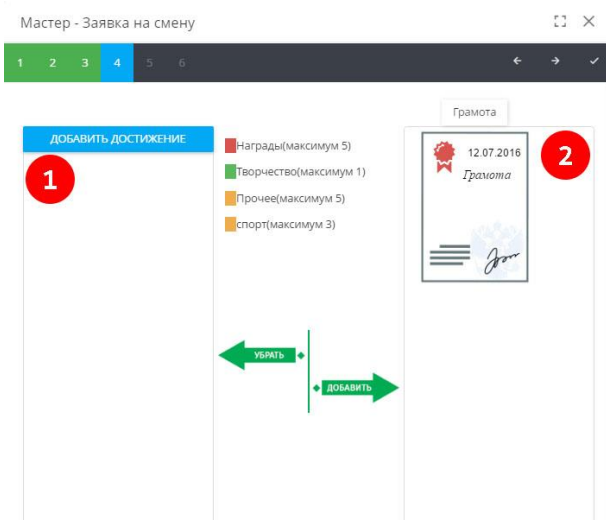 Мастер - Заявка на смену
1 2 3 4 5 6
Грамота
ДОБАВИТЬ ДОСТИЖЕНИЕ
1
Награды(максимум 5)
Творчество(максимум 1)
Прочее(максимум 5)
спорт(максимум 3)
12.07.2016
Грамота
2
УБРАТЬ
ДОБАВИТЬ